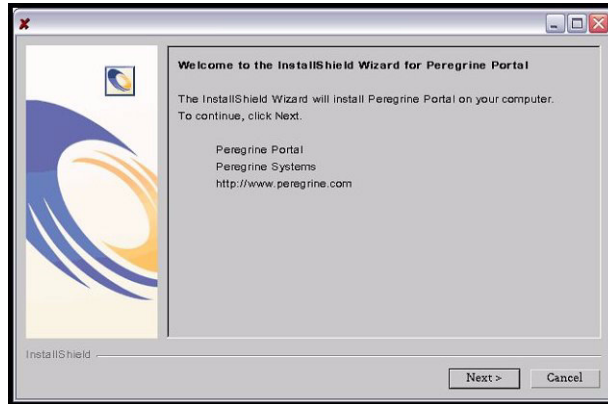 Welcome to the InstallShield Wizard for Peregrine Portal
The InstallShield Wizard will install Peregrine Portal on your computer.
To continue, click Next.
Peregrine Portal
Peregrine Systems
http://www.peregrine.com
InstallShield
Next >
Cancel